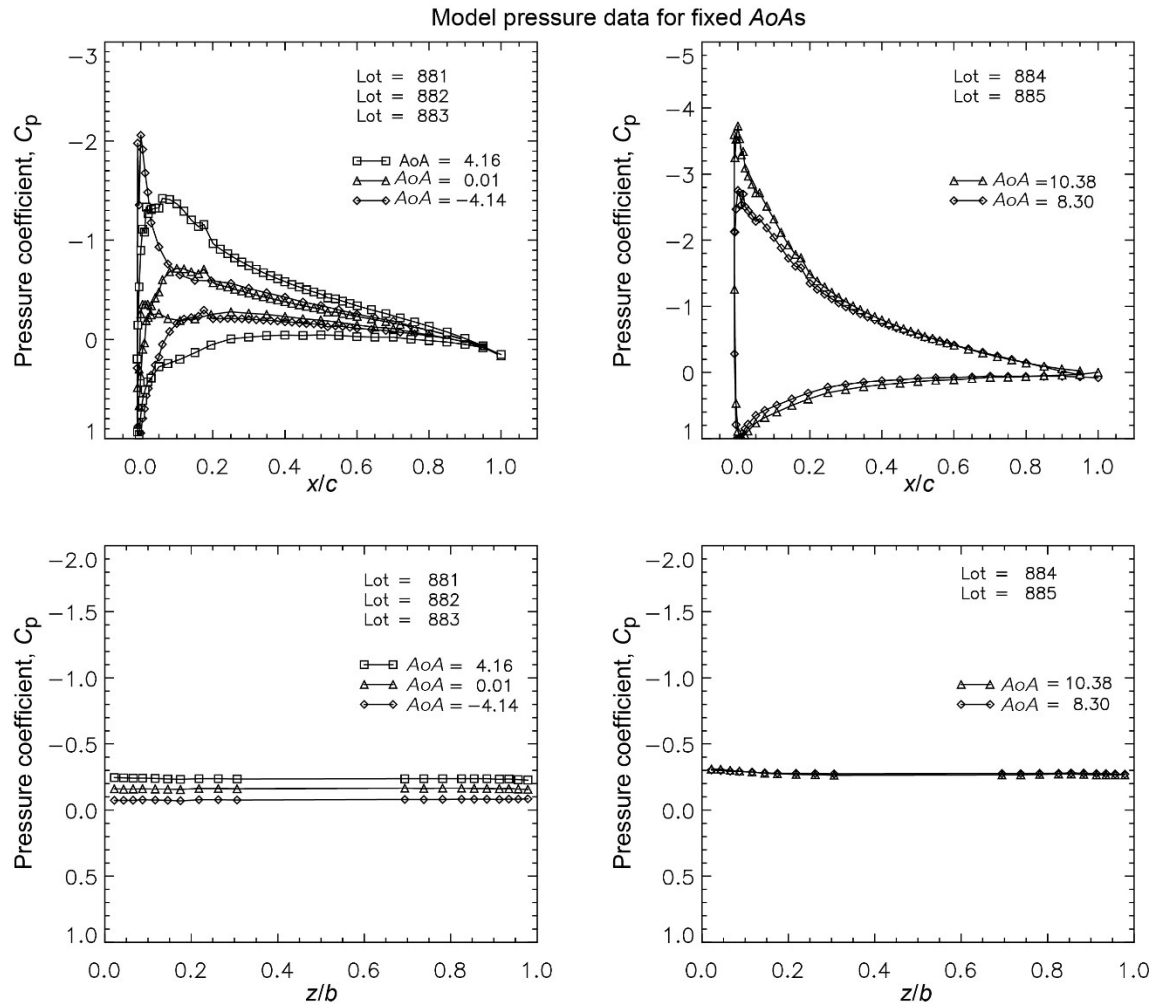 Model pressure data for fixed AoAs
Pressure coefficient, Cp
-3
-2
-1
0
1
Lot = 881
Lot = 882
Lot = 883
AoA = 4.16
AoA = 0.01
AoA = -4.14
0.0 0.2 0.4 0.6 0.8 1.0
x/c
Pressure coefficient, Cp
-5
-4
-3
-2
-1
0
1
Lot = 884
Lot = 885
AoA = 10.38
AoA = 8.30
0.0 0.2 0.4 0.6 0.8 1.0
x/c
Pressure coefficient, Cp
-2.0
-1.5
-1.0
-0.5
0.0
0.5
1.0
Lot = 881
Lot = 882
Lot = 883
AoA = 4.16
AoA = 0.01
AoA = -4.14
0.0 0.2 0.4 0.6 0.8 1.0
z/b
Pressure coefficient, Cp
-2.0
-1.5
-1.0
-0.5
0.0
0.5
1.0
Lot = 884
Lot = 885
AoA = 10.38
AoA = 8.30
0.0 0.2 0.4 0.6 0.8 1.0
z/b